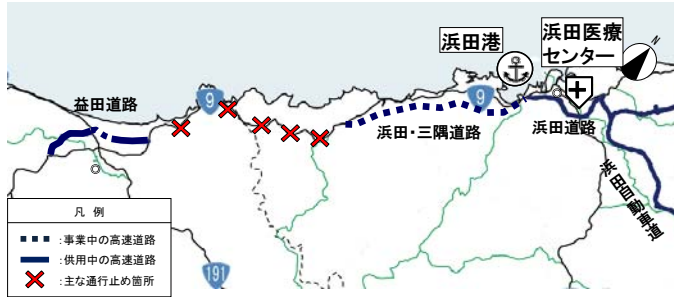 浜田港
浜田医療
センター
N
益田道路
9
9
浜田・三隅道路
浜田道路
浜田自動車道
凡 例
:事業中の高速道路
:供用中の高速道路
:主な通行止め箇所
191